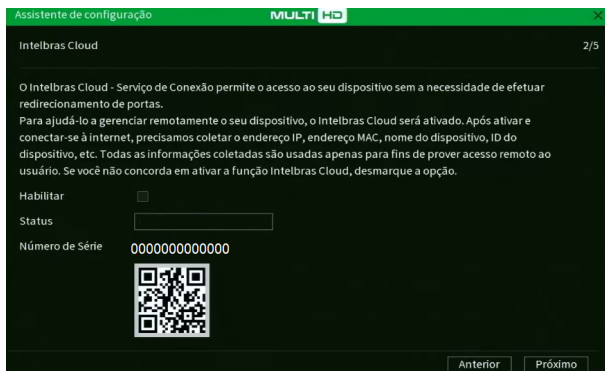 Assistente de configuração
MULTI HD
Intelbras Cloud
2/5
O Intelbras Cloud - Serviço de Conexão permite o acesso ao seu dispositivo sem a necessidade de efetuar
redirecionamento de portas.
Para ajudá-lo a gerenciar remotamente o seu dispositivo, o Intelbras Cloud será ativado. Após ativar e
conectar-se à internet, precisamos coletar o endereço IP, endereço MAC, nome do dispositivo, ID do
dispositivo, etc. Todas as informações coletadas são usadas apenas para fins de prover acesso remoto ao
usuário. Se você não concorda em ativar a função Intelbras Cloud, desmarque a opção.
Habilitar
Status
Número de Série 0000000000000
Anterior Próximo